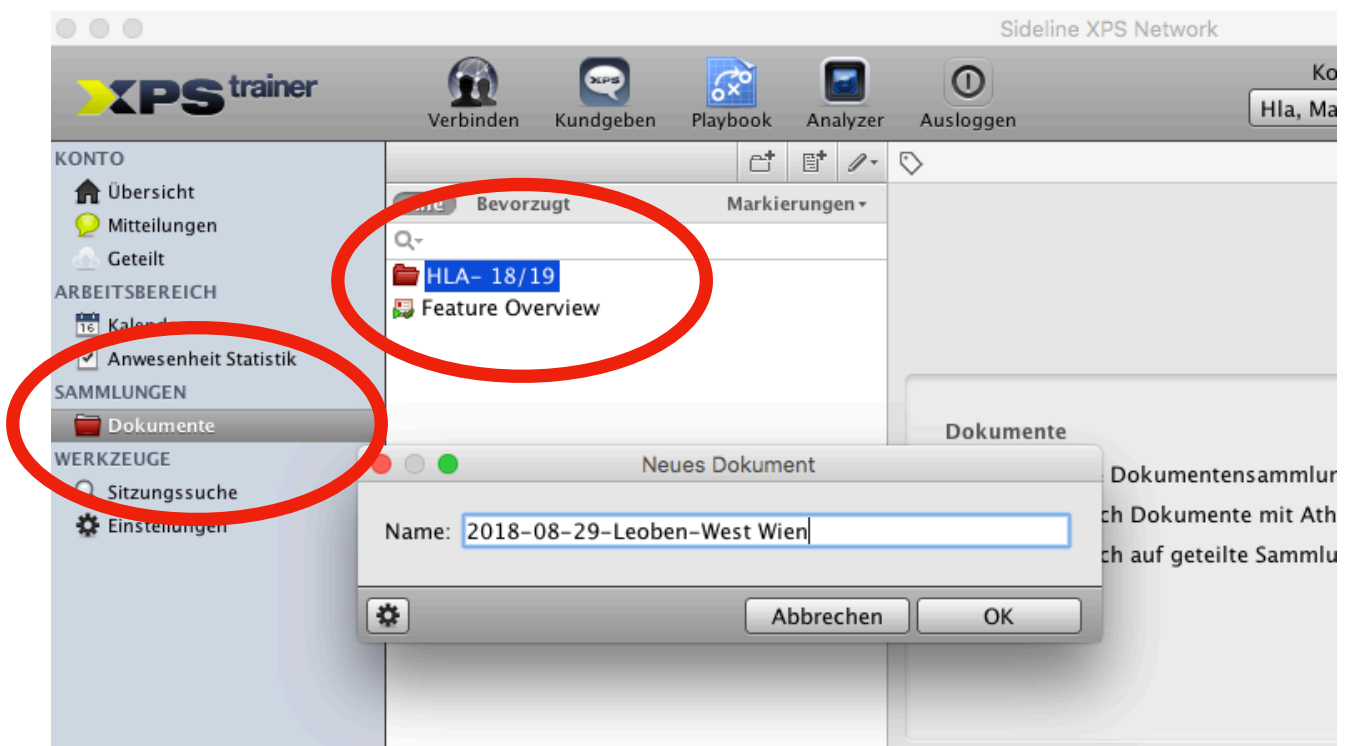 Sideline XPS Network
XPS trainer
Verbinden
Kundgeben
Playbook
Analyzer
Ausloggen
Ko
Hla, Ma
KONTO
Übersicht
Mitteilungen
Geteilt
ARBEITSBEREICH
16
Anwesenheit Statistik
SAMMLUNGEN
Dokumente
WERKZEUGE
Sitzungssuche
Einstellungen
Bevorzugt
Markierungen
HLA- 18/19
Feature Overview
Dokumente
Dokumentensammlun
ch Dokumente mit Ath
ch auf geteilte Sammlu
Neues Dokument
Name: 2018-08-29-Leoben-West Wien
Abbrechen
OK